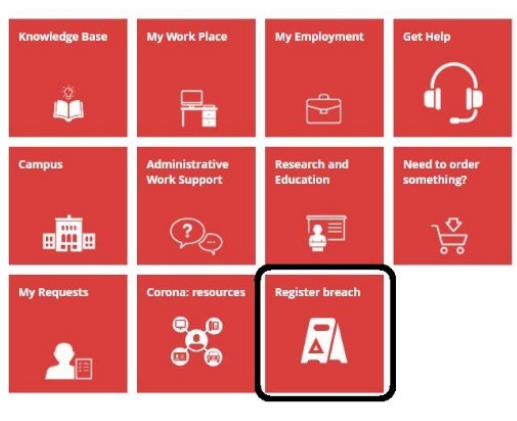 Knowledge Base
My Work Place
My Employment
Get Help
Campus
Administrative
Work Support
Research and
Education
Need to order
something?
My Requests
Corona: resources
Register breach